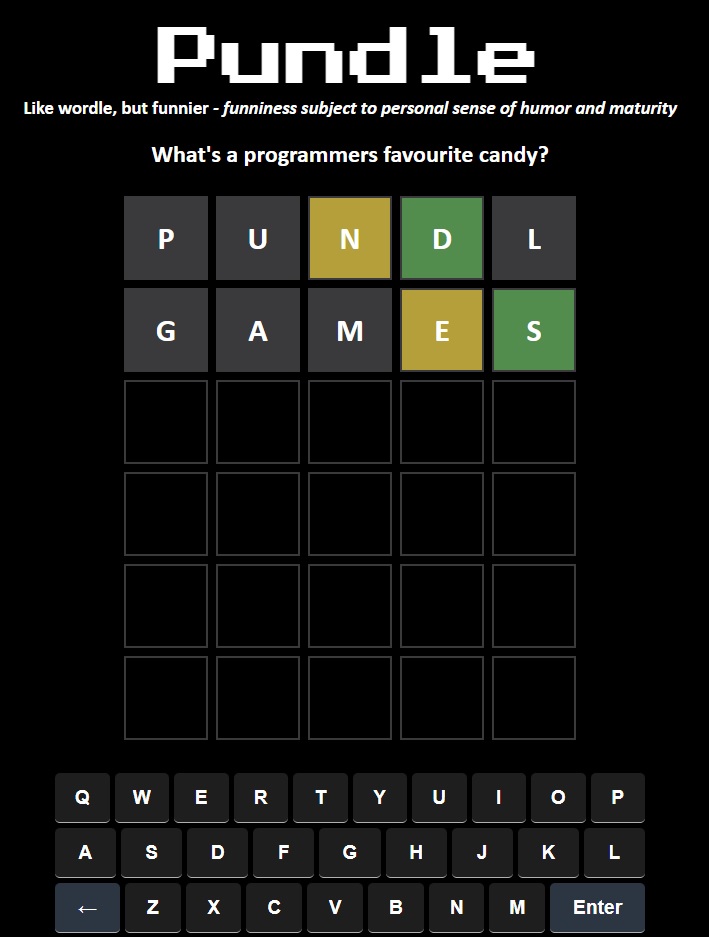 Pundle
Like wordle, but funnier - funniness subject to personal sense of humor and maturity
What's a programmers favourite candy?
P U N D L
G A M E S
Q W E R T Y U I O P
A S D F G H J K L
← Z X C V B N M Enter